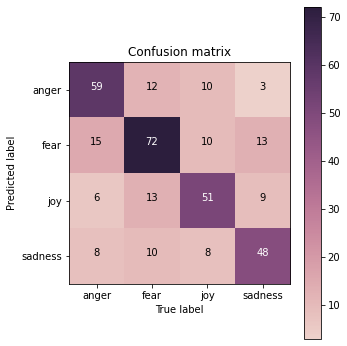 Confusion matrix
70
60
50
40
30
20
10
Predicted label
anger
59 12 10 3
fear
15 72 10 13
joy
6 13 51 9
sadness
8 10 8 48
anger fear joy sadness
True label